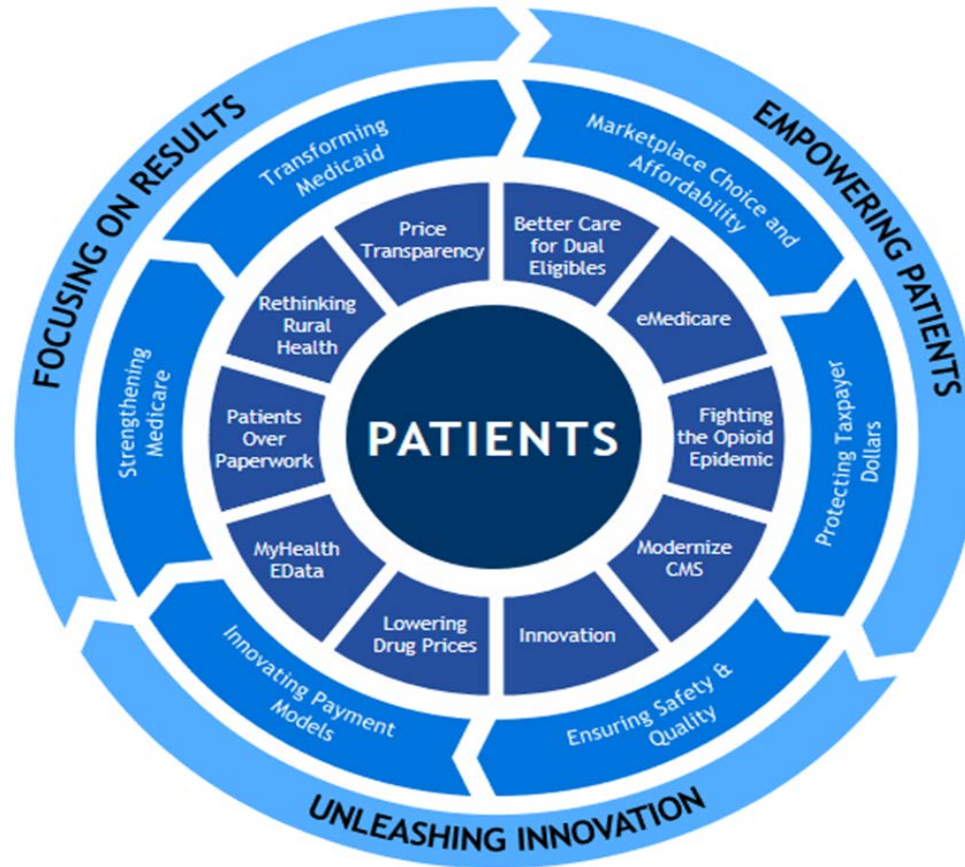 FOCUSING ON RESULTS
EMPOWERING PATIENTS
UNLEASHING INNOVATION
Transforming
Medicaid
Marketplace Choice and
Affordability
Protecting Taxpayer
Dollars
Ensuring Safety &
Quality
Innovating Payment
Models
Strengthening
Medicare
Price
Transparency
Better Care
for Dual
Eligibles
eMedicare
Fighting
the Opioid
Epidemic
Modernize
CMS
Innovation
Lowering
Drug Prices
MyHealth
EData
Patients
Over
Paperwork
Rethinking
Rural
Health
PATIENTS